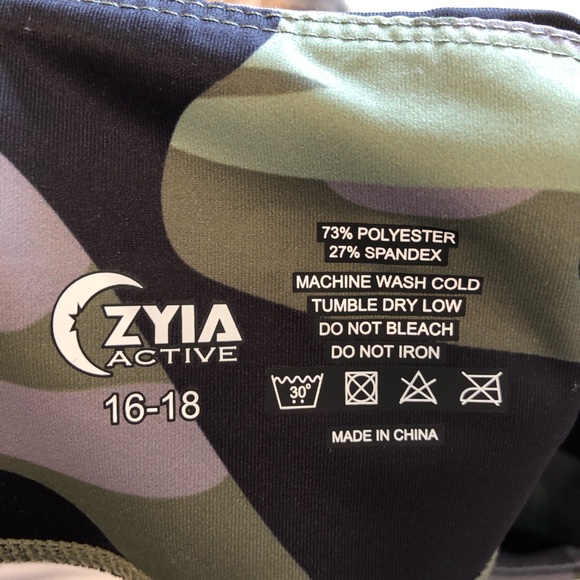 ZYIA
ACTIVE
16-18
73% POLYESTER
27% SPANDEX
MACHINE WASH COLD
TUMBLE DRY LOW
DO NOT BLEACH
DO NOT IRON
30°
MADE IN CHINA